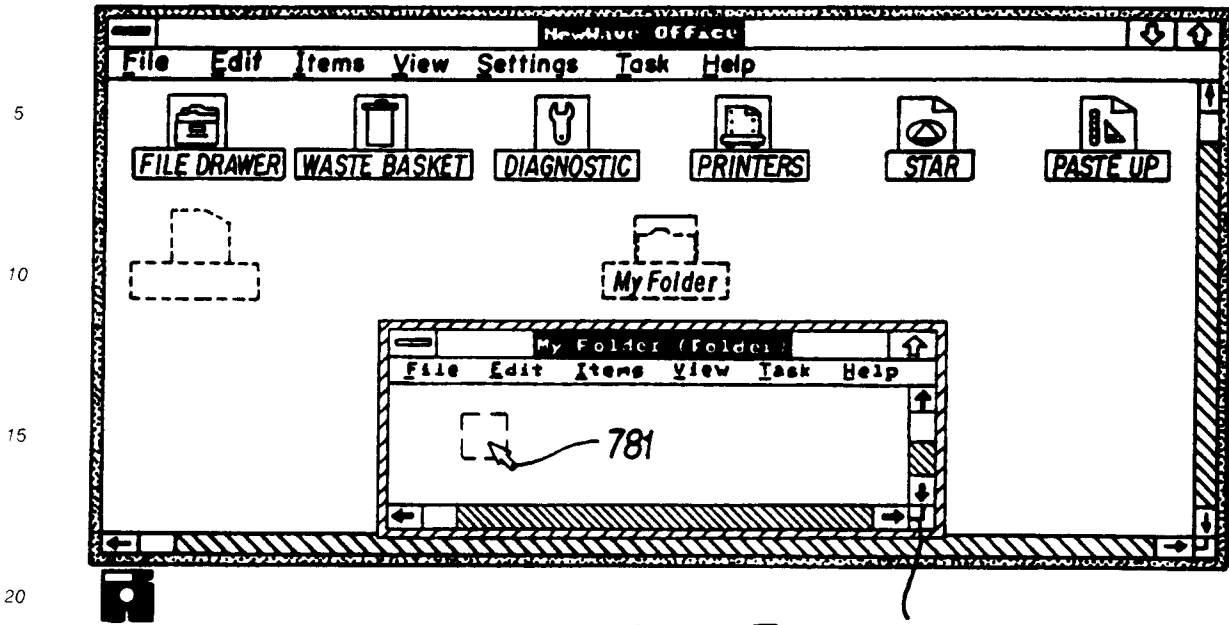 NewWave Office
File Edit Items View Settings Task Help
5
FILE DRAWER WASTE BASKET DIAGNOSTIC PRINTERS STAR PASTE UP
10
My Folder
My Folder (Folder)
File Edit Items View Task Help
15
781
20